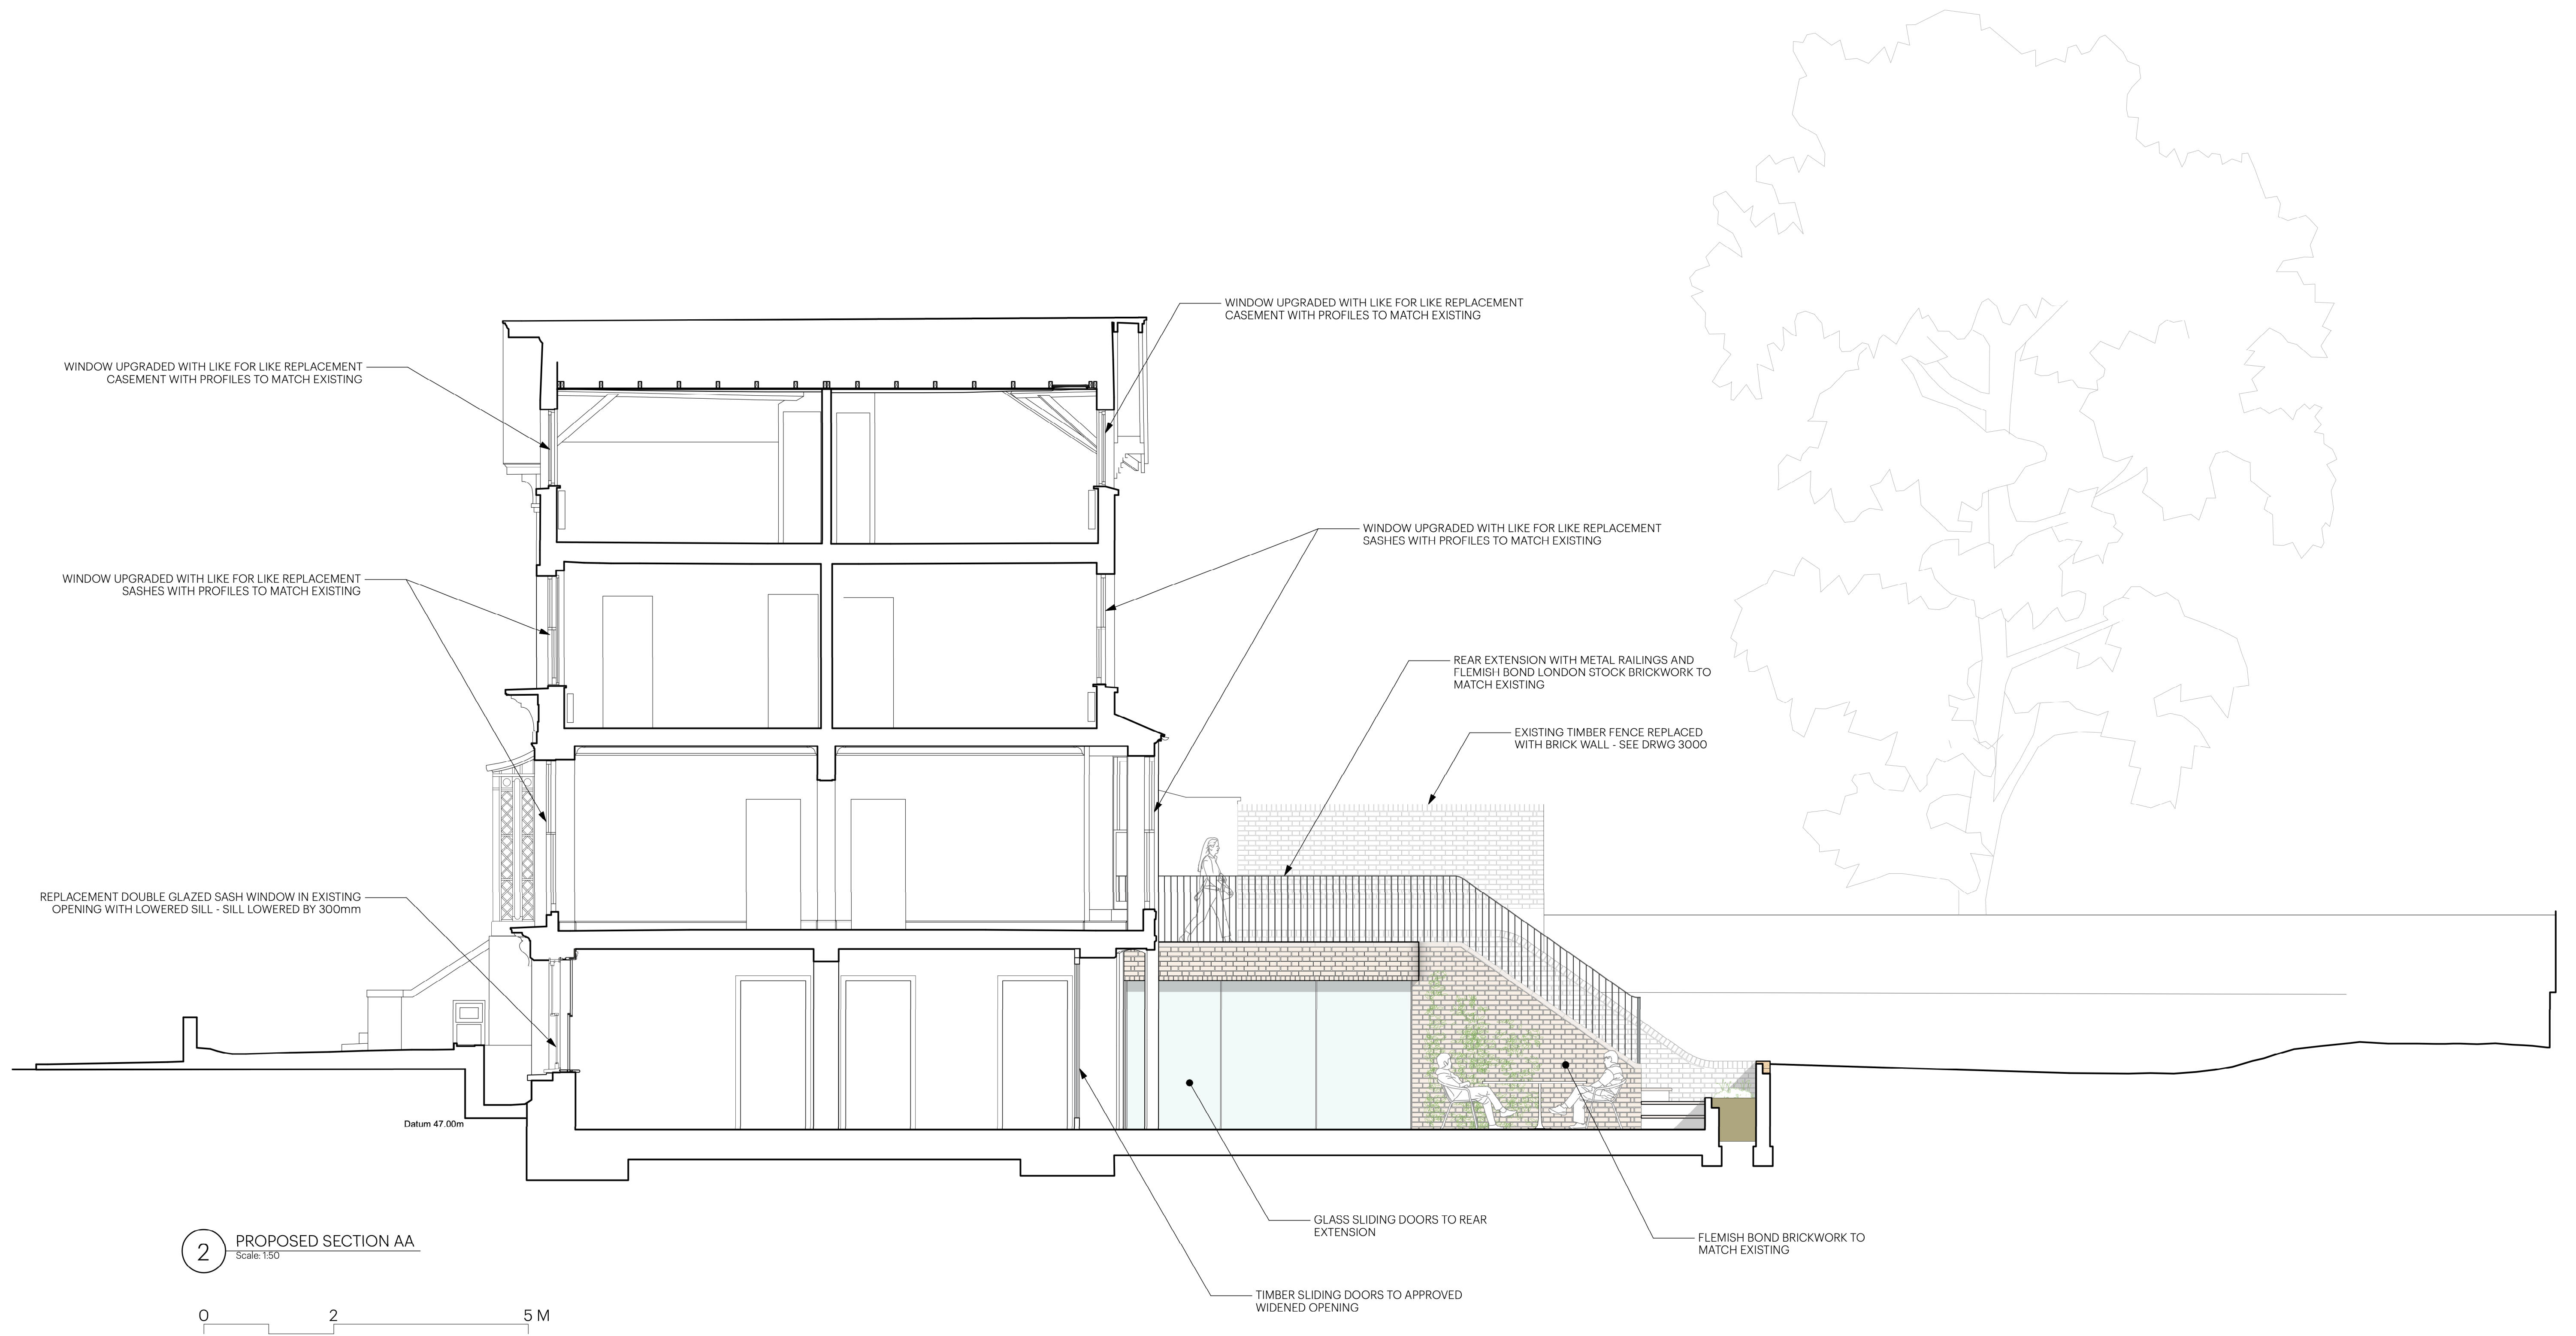 WINDOW UPGRADED WITH LIKE FOR LIKE REPLACEMENT
CASEMENT WITH PROFILES TO MATCH EXISTING
WINDOW UPGRADED WITH LIKE FOR LIKE REPLACEMENT
CASEMENT WITH PROFILES TO MATCH EXISTING
WINDOW UPGRADED WITH LIKE FOR LIKE REPLACEMENT
SASHES WITH PROFILES TO MATCH EXISTING
WINDOW UPGRADED WITH LIKE FOR LIKE REPLACEMENT
SASHES WITH PROFILES TO MATCH EXISTING
REAR EXTENSION WITH METAL RAILINGS AND
FLEMISH BOND LONDON STOCK BRICKWORK TO
MATCH EXISTING
EXISTING TIMBER FENCE REPLACED
WITH BRICK WALL - SEE DRWG 3000
REPLACEMENT DOUBLE GLAZED SASH WINDOW IN EXISTING
OPENING WITH LOWERED SILL - SILL LOWERED BY 300mm
Datum 47.00m
GLASS SLIDING DOORS TO REAR
EXTENSION
FLEMISH BOND BRICKWORK TO
MATCH EXISTING
TIMBER SLIDING DOORS TO APPROVED
WIDENED OPENING
2 PROPOSED SECTION AA
Scale: 1:50
0 2 5 M